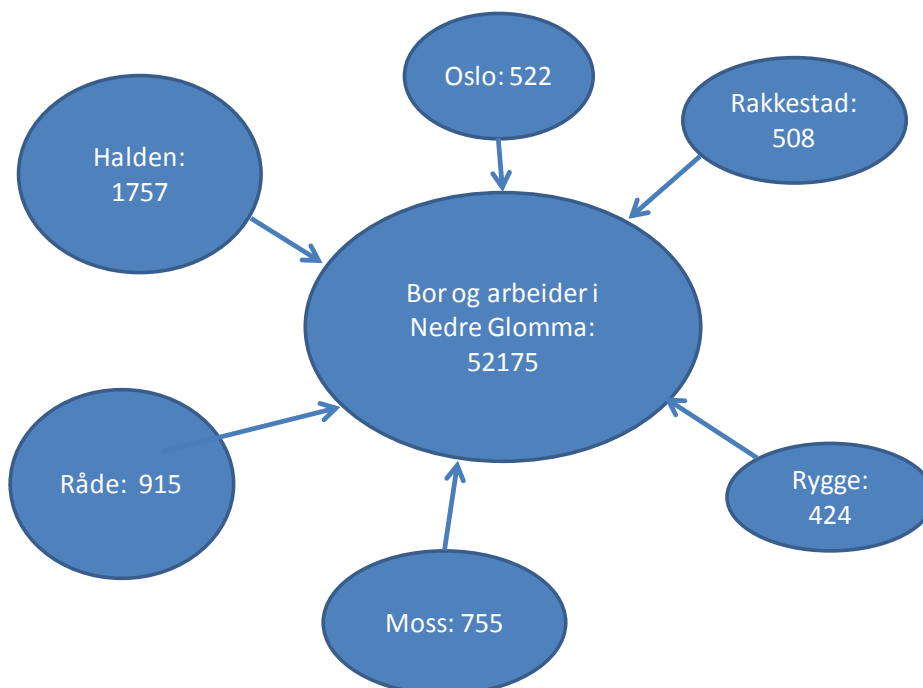 Oslo: 522
Rakkestad:
508
Halden:
1757
Bor og arbeider i
Nedre Glomma:
52175
Råde:  915
Rygge:
424
Moss: 755